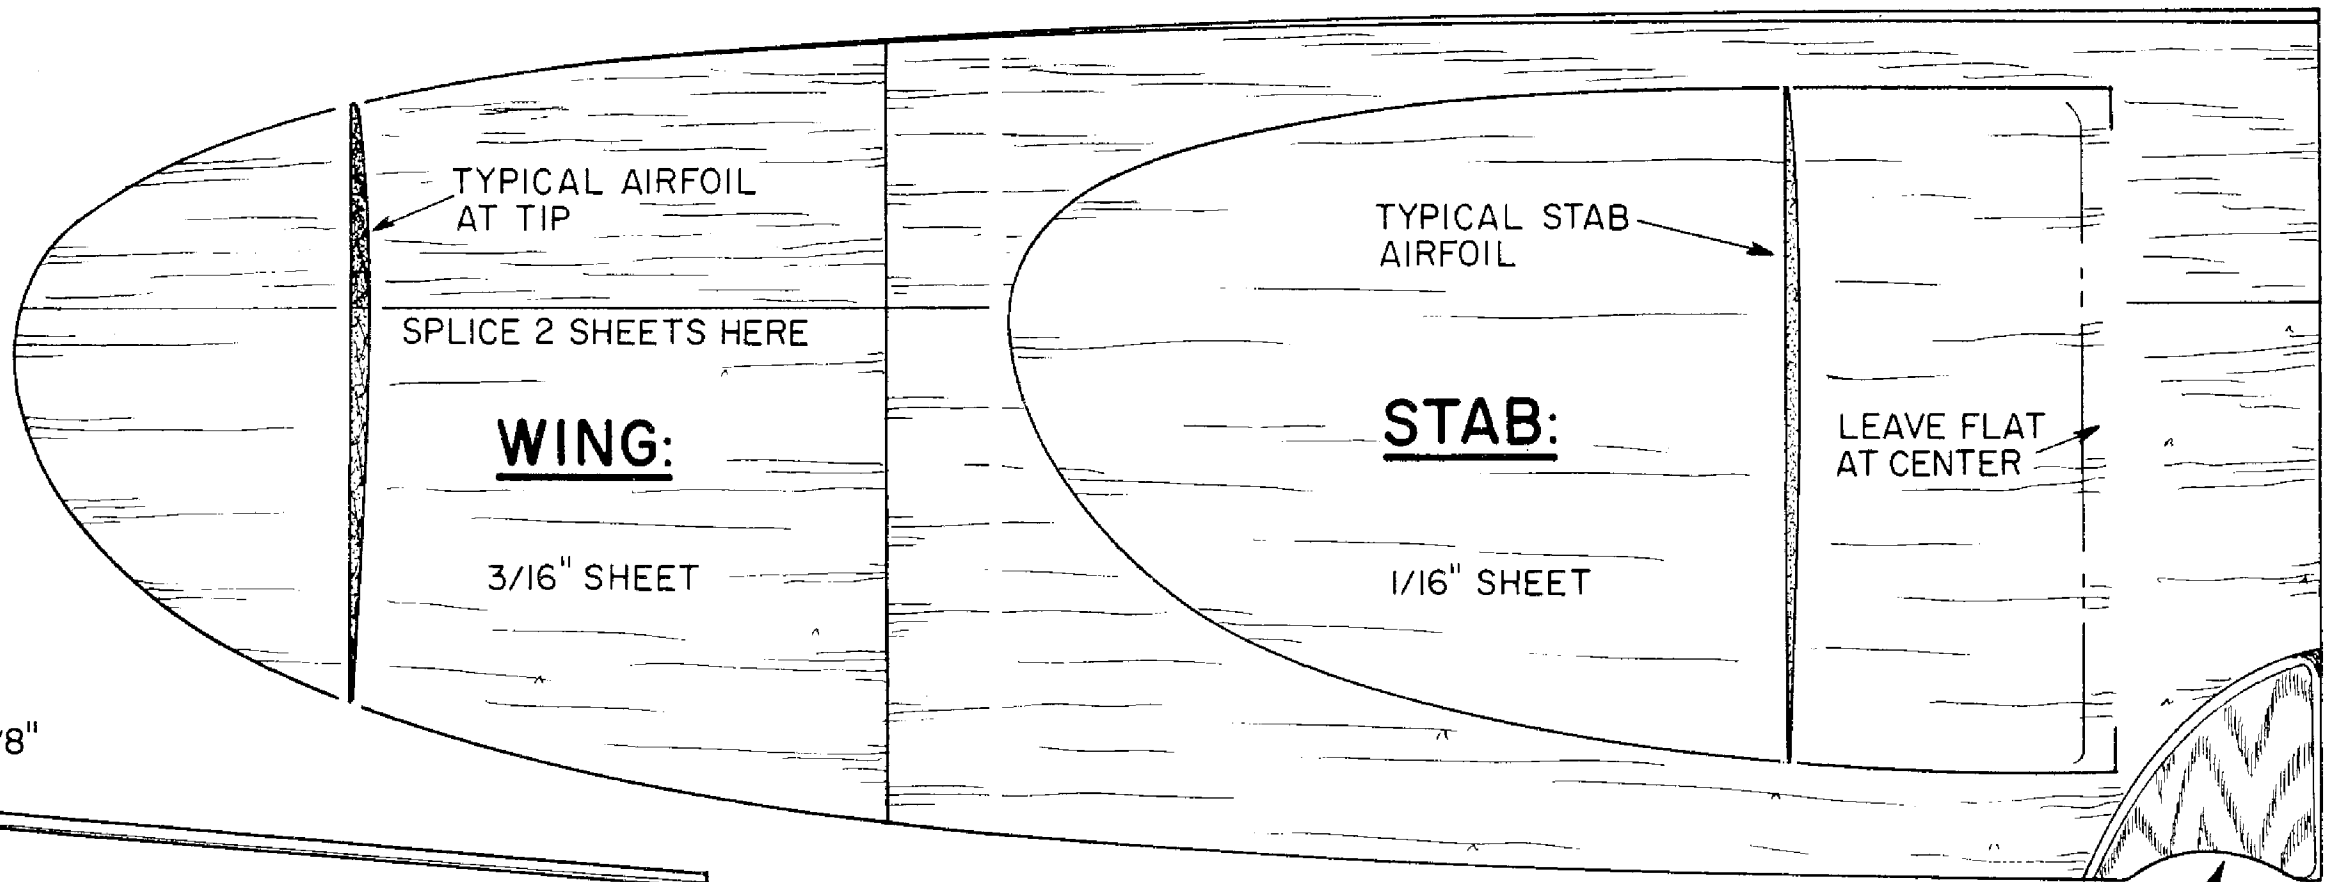 TYPICAL AIRFOIL
AT TIP
SPLICE 2 SHEETS HERE
WING:
3/16" SHEET
TYPICAL STAB
AIRFOIL
STAB:
1/16" SHEET
LEAVE FLAT
AT CENTER
/8"